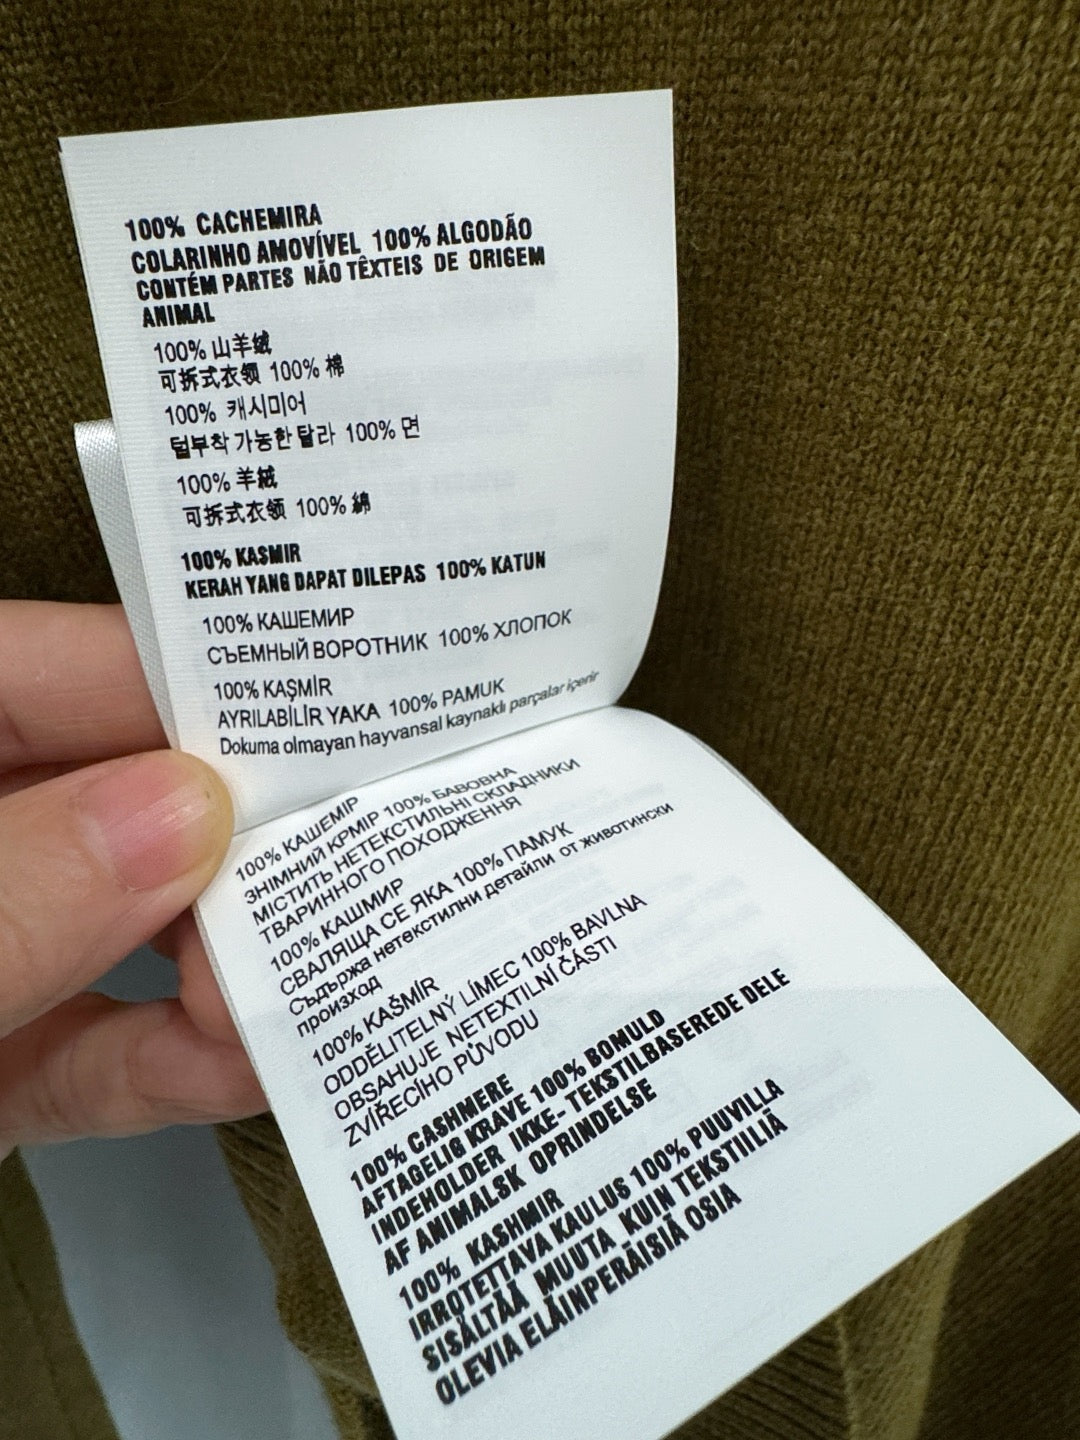 100% CACHEMIRA
COLARINHO AMOVÍVEL 100% ALGODÃO
CONTÉM PARTES NÃO TÊXTEIS DE ORIGEM
ANIMAL
100% 山羊绒
可拆式衣领 100% 棉
100% 캐시미어
털부착 가능한 탈라 100% 면
100% 羊絨
可拆式衣领 100% 綿
100% KASMIR
KERAH YANG DAPAT DILEPAS 100% KATUN
100% КАШЕМИР
СЪЕМНЫЙ ВОРОТНИК 100% ХЛОПОК
100% KAŞMİR
AYRILABİLİR YAKA 100% PAMUK
Dokuma olmayan hayvansal kaynaklı parçalar içerir
100% КАШЕМІР
ЗНІМНИЙ КРМІР 100% БАВОВНА
МІСТИТЬ НЕТЕКСТИЛЬНІ СКЛАДНИКИ
ТВАРИННОГО ПОХОДЖЕННЯ
100% КАШМИР
СВАЛЯЩА СЕ ЯКА 100% ПАМУК
Съдържа нетекстилни детайли от животински
произход
100% KAŠMÍR
ODDĚLITELNÝ LÍMEC 100% BAVLNA
OBSAHUJE NETEXTILNÍ ČÁSTI
ZVÍŘECÍHO PŮVODU
100% CASHMERE
AFTAGELIG KRAVE 100% BOMULD
INDEHOLDER IKKE- TEKSTILBASEREDE DELE
AF ANIMALSK OPRINDELSE
100% KASHMIR
IRROTETTAVA KAULUS 100% PUUVILLA
SISÄLTÄÄ MUUTA KUIN TEKSTIILIÄ
OLEVIA ELÄINPERÄISIÄ OSIA